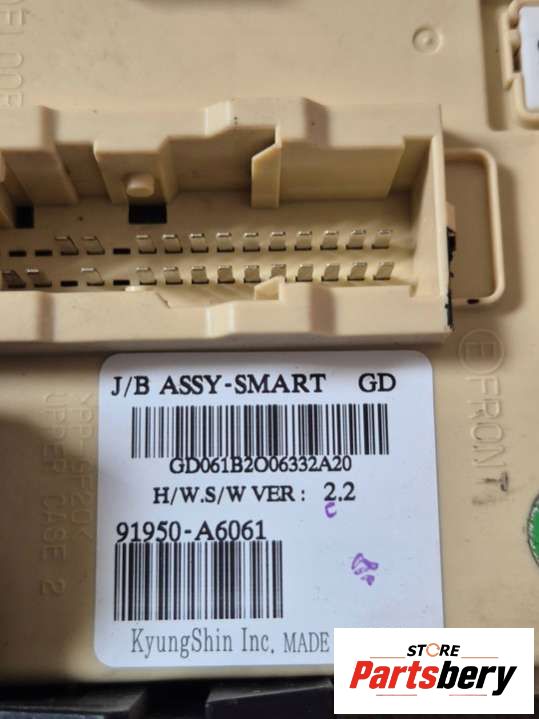 J/B ASSY-SMART GD
GD061B2O06332A20
H/W.S/W VER : 2.2
c
91950-A6061
KyungShin Inc. MADE
E FRONT
UPPER CASE 2
STORE
Partsbery